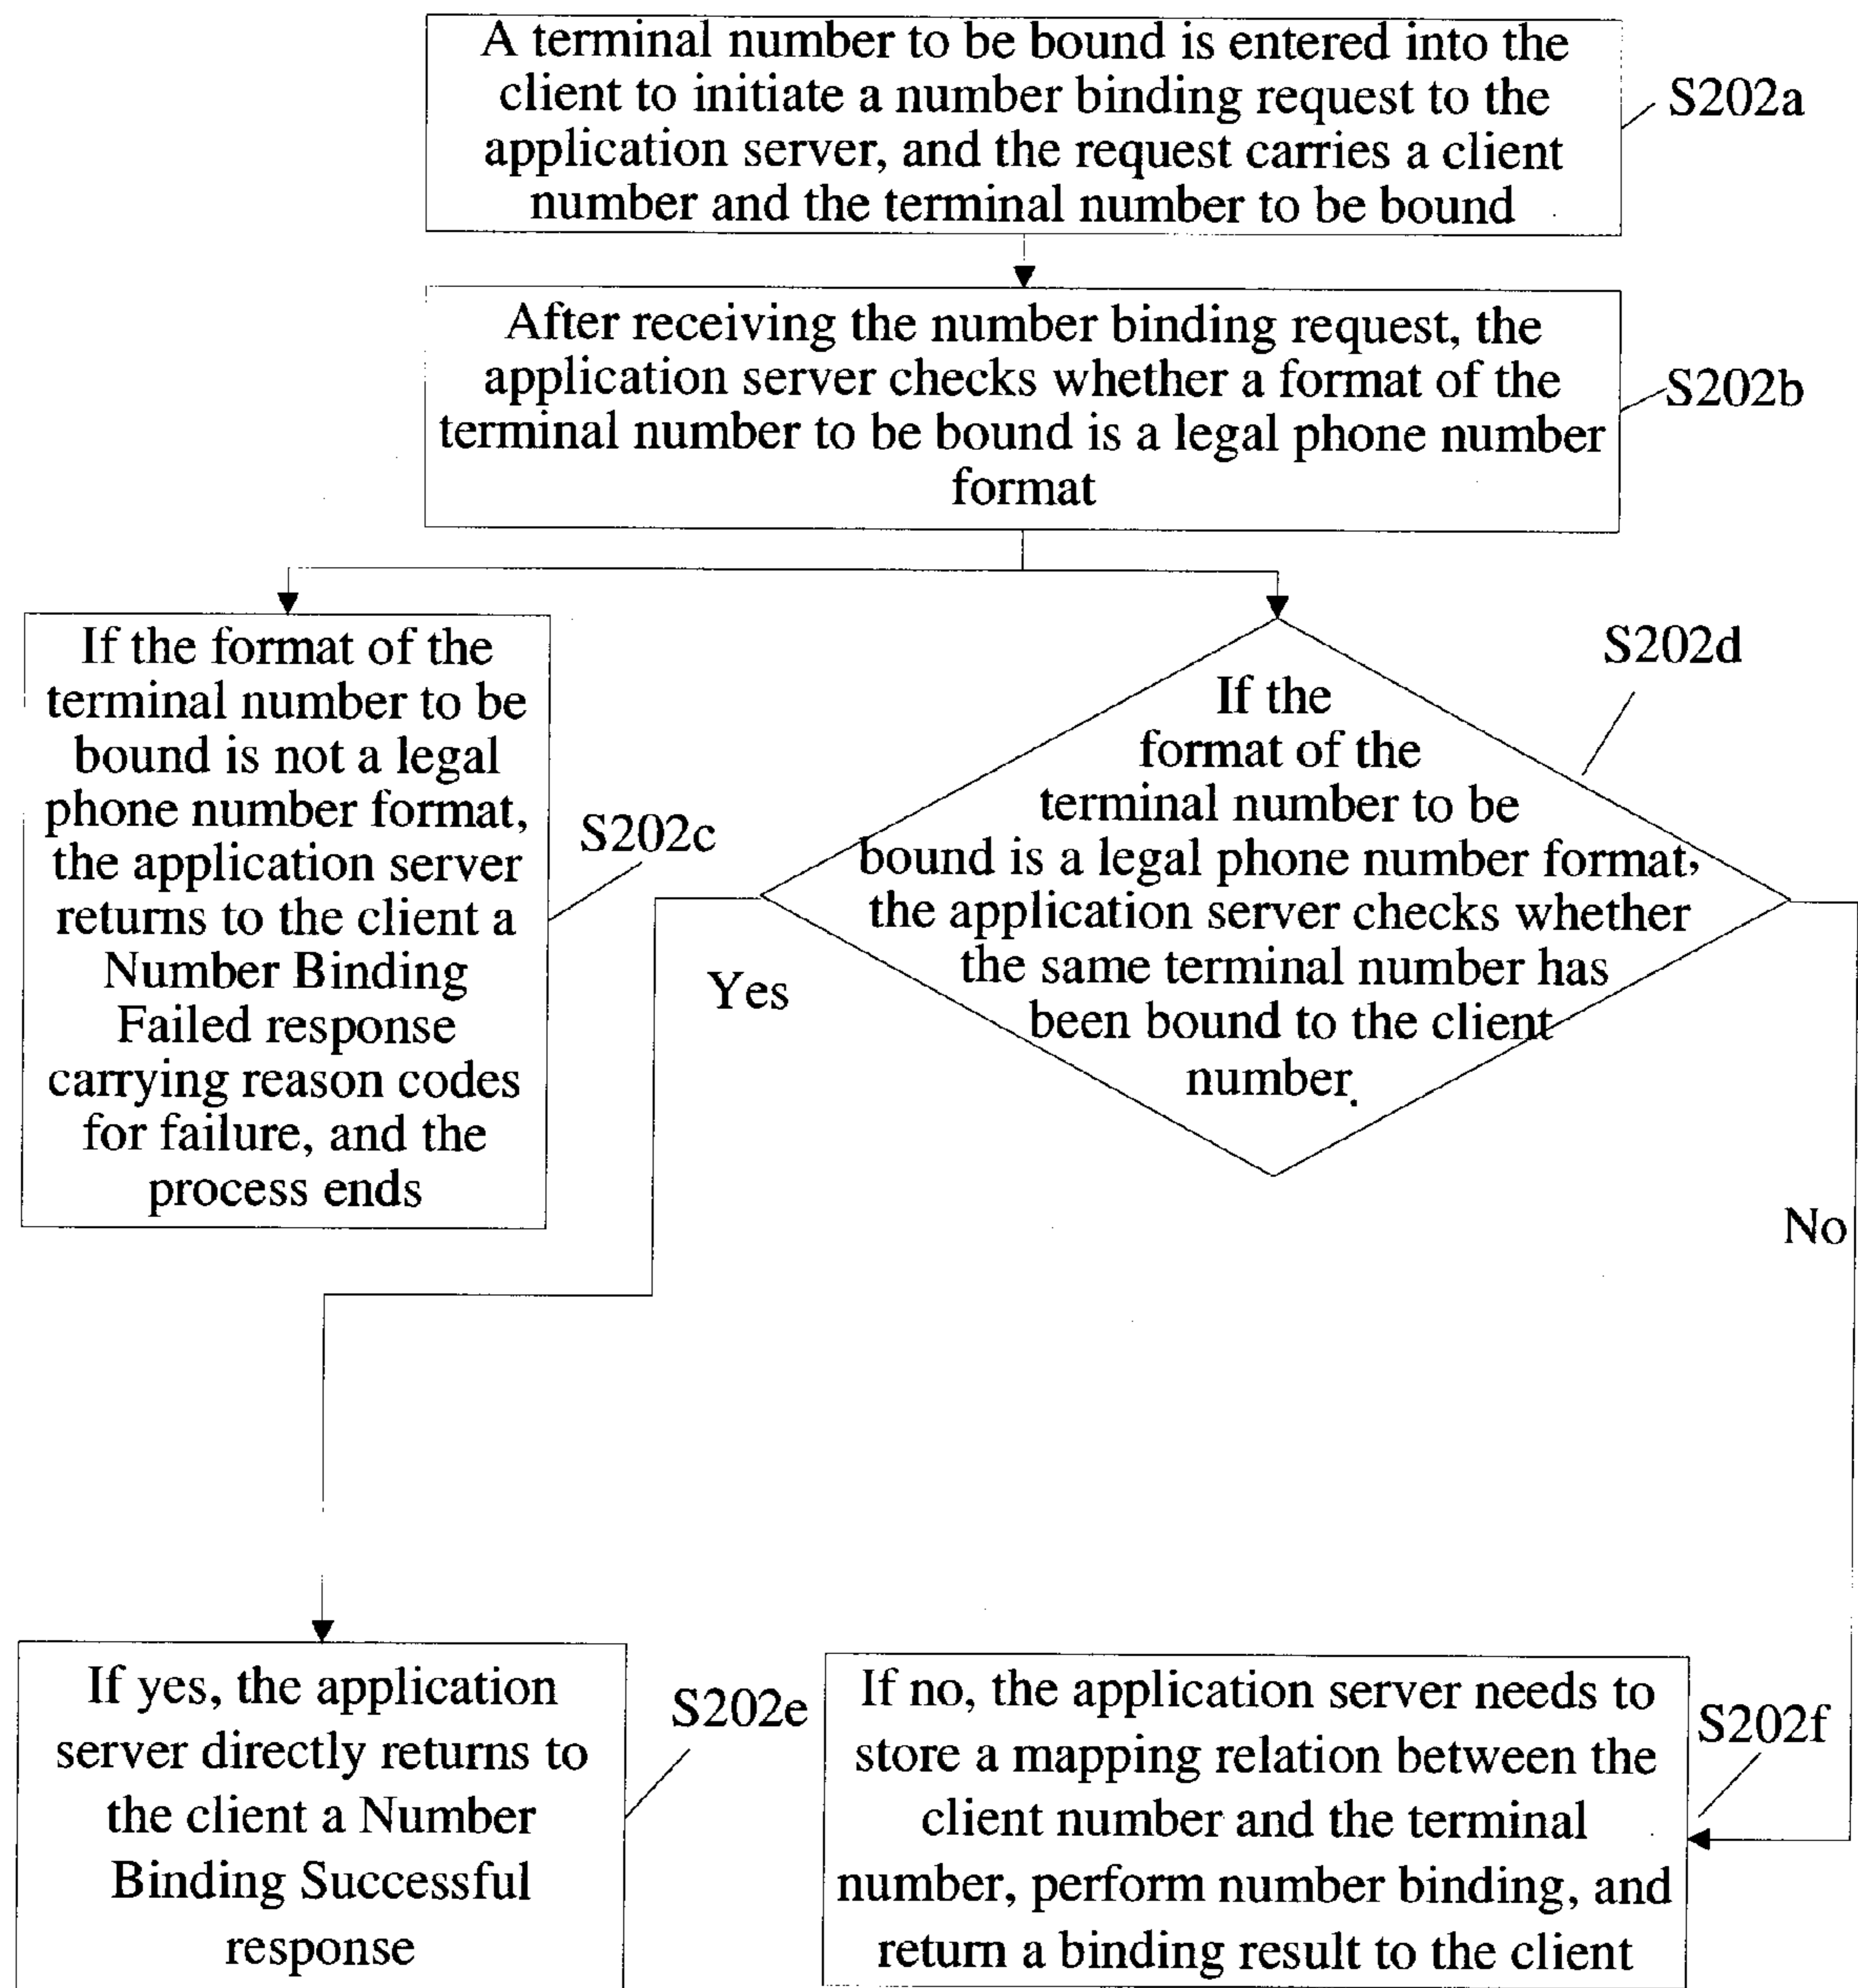 A terminal number to be bound is entered into the
client to initiate a number binding request to the
application server, and the request carries a client
number and the terminal number to be bound
S202a
After receiving the number binding request, the
application server checks whether a format of the
terminal number to be bound is a legal phone number
format
S202b
If the format of the
terminal number to be
bound is not a legal
phone number format,
the application server
returns to the client a
Number Binding
Failed response
carrying reason codes
for failure, and the
process ends
S202c
S202d
If the
format of the
terminal number to be
bound is a legal phone number format,
the application server checks whether
the same terminal number has
been bound to the client
number.
Yes
No
If yes, the application
server directly returns to
the client a Number
Binding Successful
response
S202e
If no, the application server needs to
store a mapping relation between the
client number and the terminal
number, perform number binding, and
return a binding result to the client
S202f